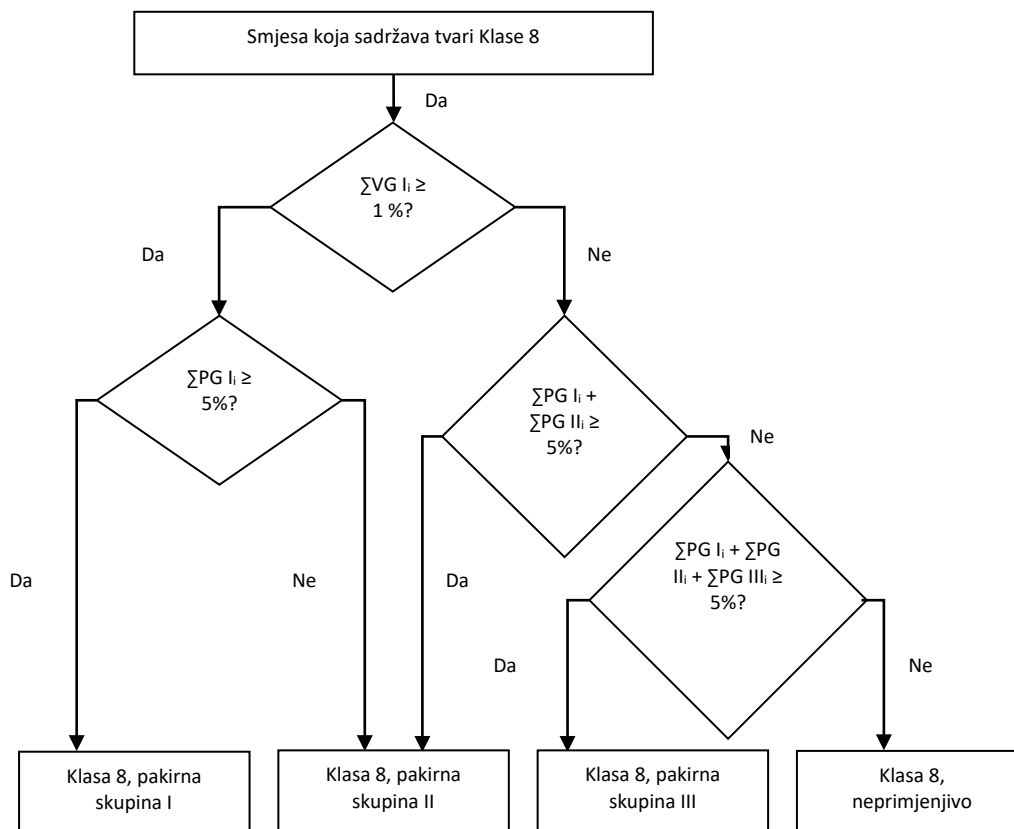 Smjesa koja sadržava tvari Klase 8
Da
∑VG Iᵢ ≥
1 %?
Da
Ne
∑PG Iᵢ ≥
5%?
∑PG Iᵢ +
∑PG IIᵢ ≥
5%?
Ne
∑PG Iᵢ + ∑PG
IIᵢ + ∑PG IIIᵢ ≥
5%?
Da
Ne
Da
Da
Ne
Klasa 8, pakirna
skupina I
Klasa 8, pakirna
skupina II
Klasa 8, pakirna
skupina III
Klasa 8,
neprimjenjivo